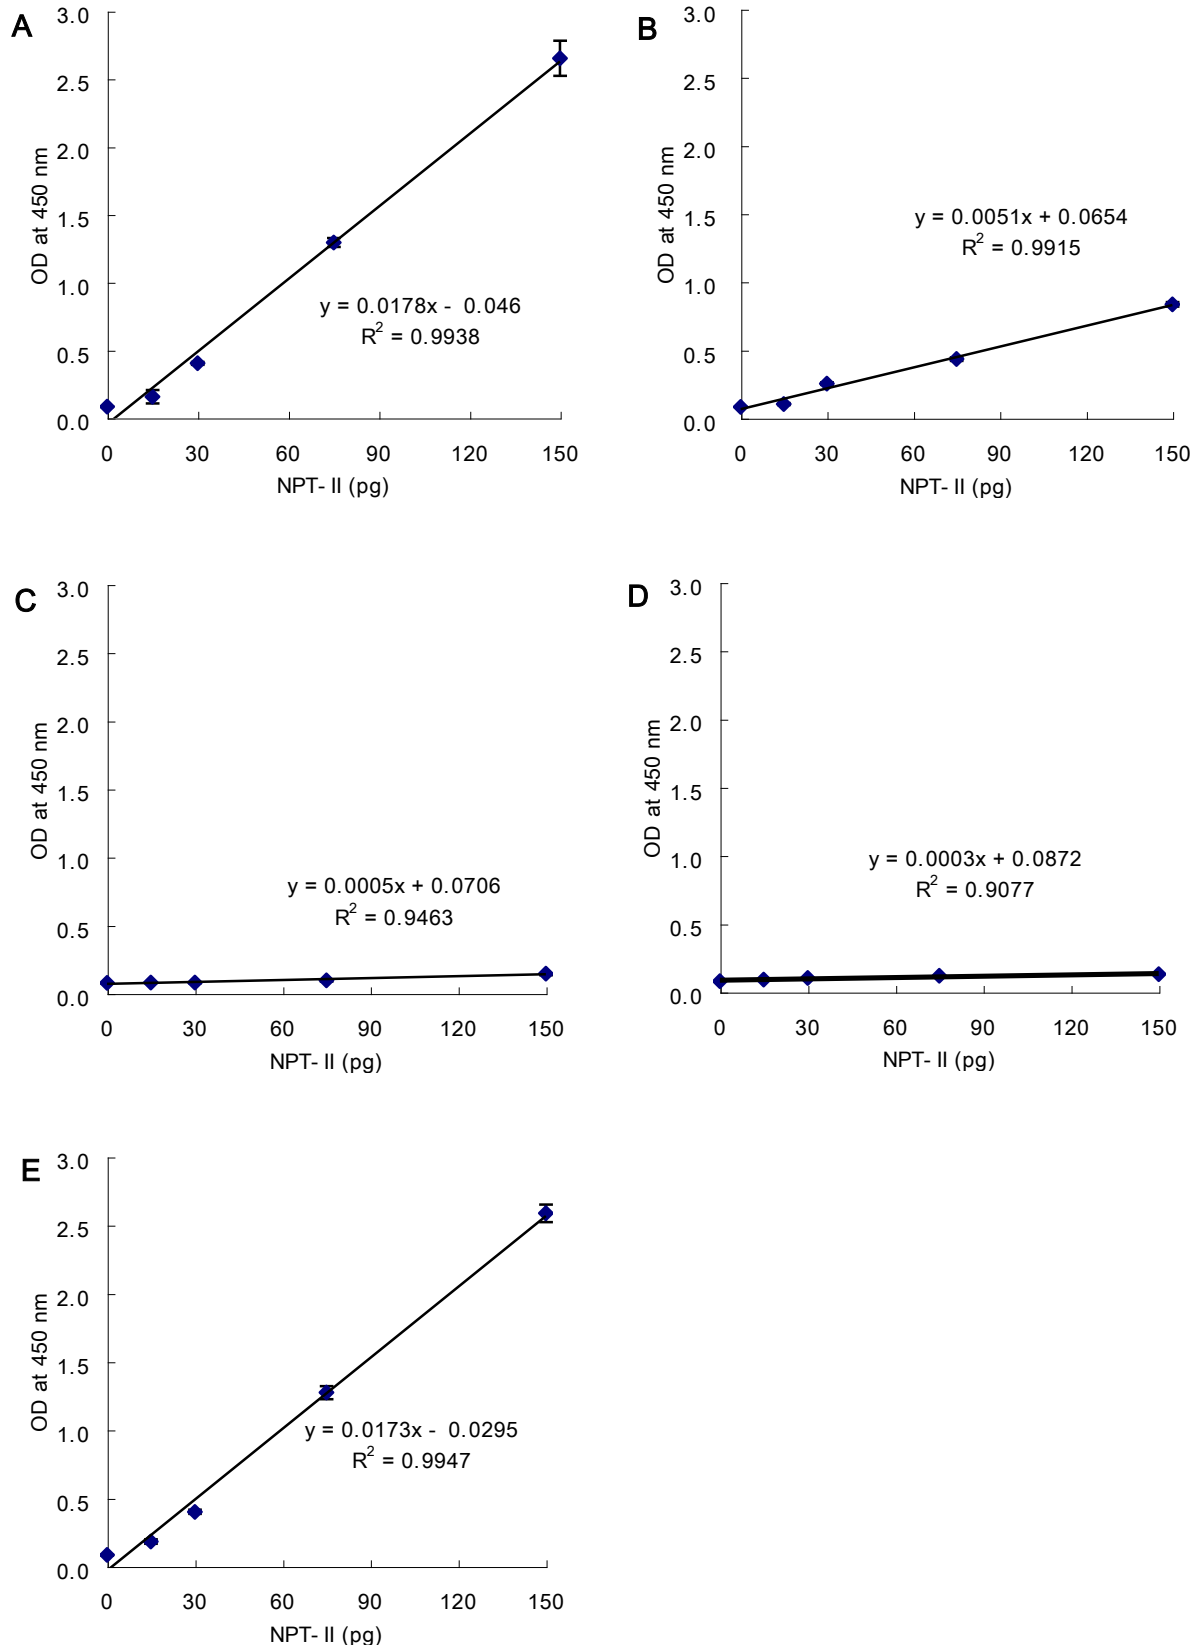 A
3.0
2.5
2.0
1.5
1.0
0.5
0.0
OD at 450 nm
y = 0.0178x - 0.046
R2 = 0.9938
0 30 60 90 120 150
NPT- II (pg)
B
3.0
2.5
2.0
1.5
1.0
0.5
0.0
OD at 450 nm
y = 0.0051x + 0.0654
R2 = 0.9915
0 30 60 90 120 150
NPT- II (pg)
C
3.0
2.5
2.0
1.5
1.0
0.5
0.0
OD at 450 nm
y = 0.0005x + 0.0706
R2 = 0.9463
0 30 60 90 120 150
NPT- II (pg)
D
3.0
2.5
2.0
1.5
1.0
0.5
0.0
OD at 450 nm
y = 0.0003x + 0.0872
R2 = 0.9077
0 30 60 90 120 150
NPT- II (pg)
E
3.0
2.5
2.0
1.5
1.0
0.5
0.0
OD at 450 nm
y = 0.0173x - 0.0295
R2 = 0.9947
0 30 60 90 120 150
NPT- II (pg)